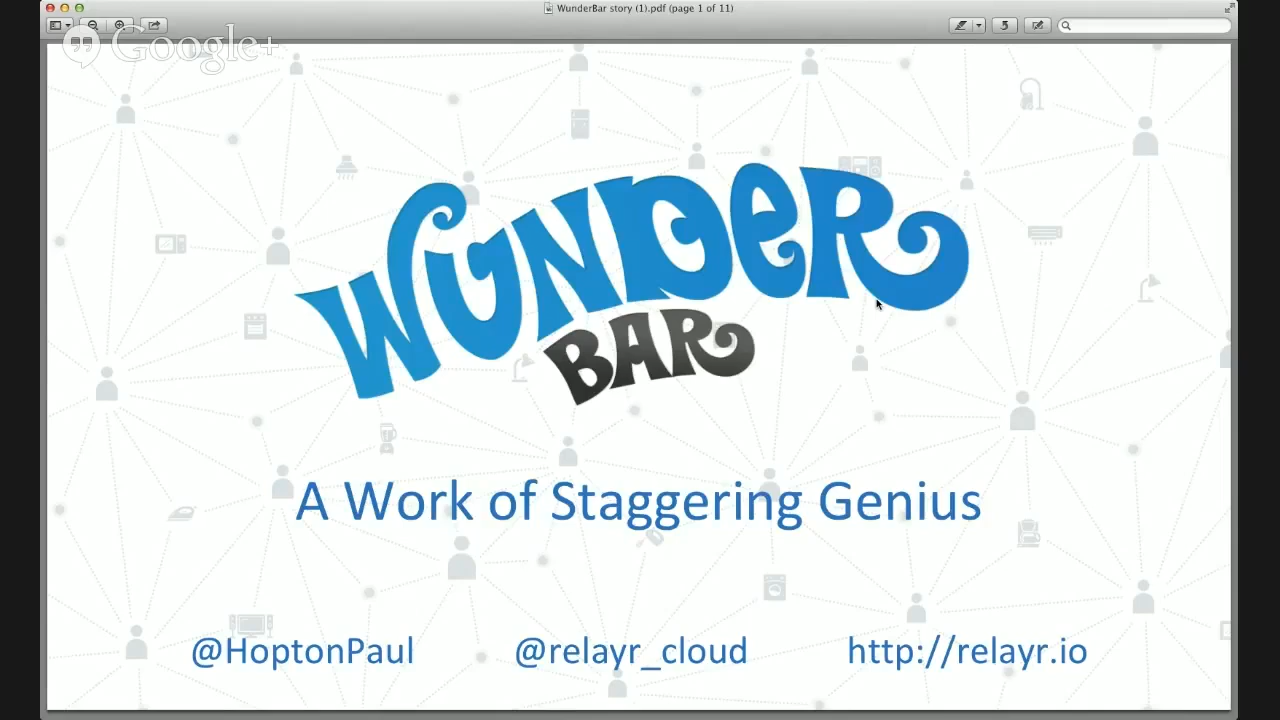 WunderBar story (1).pdf (page 1 of 11)
5
Google+
WUNDER
BAR
A Work of Staggering Genius
@HoptonPaul @relayr_cloud http://relayr.io